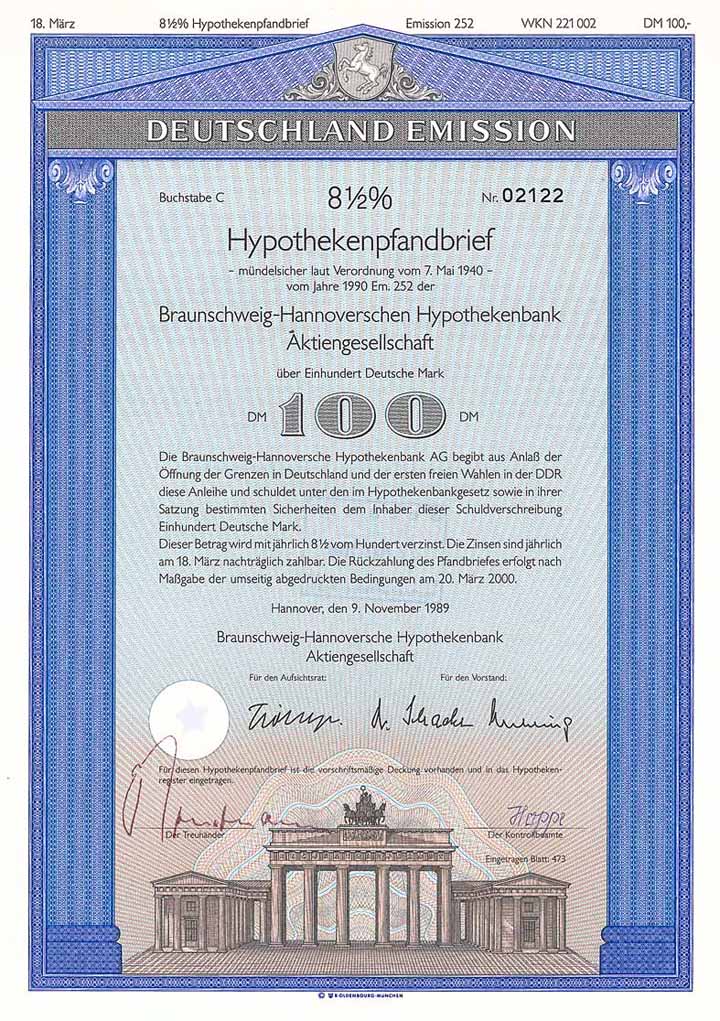 18. März 8½% Hypothekenpfandbrief Emission 252 WKN 221 002 DM 100,-
DEUTSCHLAND EMISSION
Buchstabe C 8½% Nr. 02122
Hypothekenpfandbrief
– mündelsicher laut Verordnung vom 7. Mai 1940 –
vom Jahre 1990 Em. 252 der
Braunschweig-Hannoverschen Hypothekenbank
Aktiengesellschaft
über Einhundert Deutsche Mark
DM 100 DM
Die Braunschweig-Hannoversche Hypothekenbank AG begibt aus Anlaß der
Öffnung der Grenzen in Deutschland und der ersten freien Wahlen in der DDR
diese Anleihe und schuldet unter den im Hypothekenbankgesetz sowie in ihrer
Satzung bestimmten Sicherheiten dem Inhaber dieser Schuldverschreibung
Einhundert Deutsche Mark.
Dieser Betrag wird mit jährlich 8½ vom Hundert verzinst. Die Zinsen sind jährlich
am 18. März nachträglich zahlbar. Die Rückzahlung des Pfandbriefes erfolgt nach
Maßgabe der umseitig abgedruckten Bedingungen am 20. März 2000.
Hannover, den 9. November 1989
Braunschweig-Hannoversche Hypothekenbank
Aktiengesellschaft
Für den Aufsichtsrat: Für den Vorstand:
Für diesen Hypothekenpfandbrief ist die vorschriftsmäßige Deckung vorhanden und in das Hypotheken-
register eingetragen.
Hoppe
Der Treuhänder Der Kontrollbeamte
Eingetragen Blatt: 473
© R. OLDENBOURG · MÜNCHEN